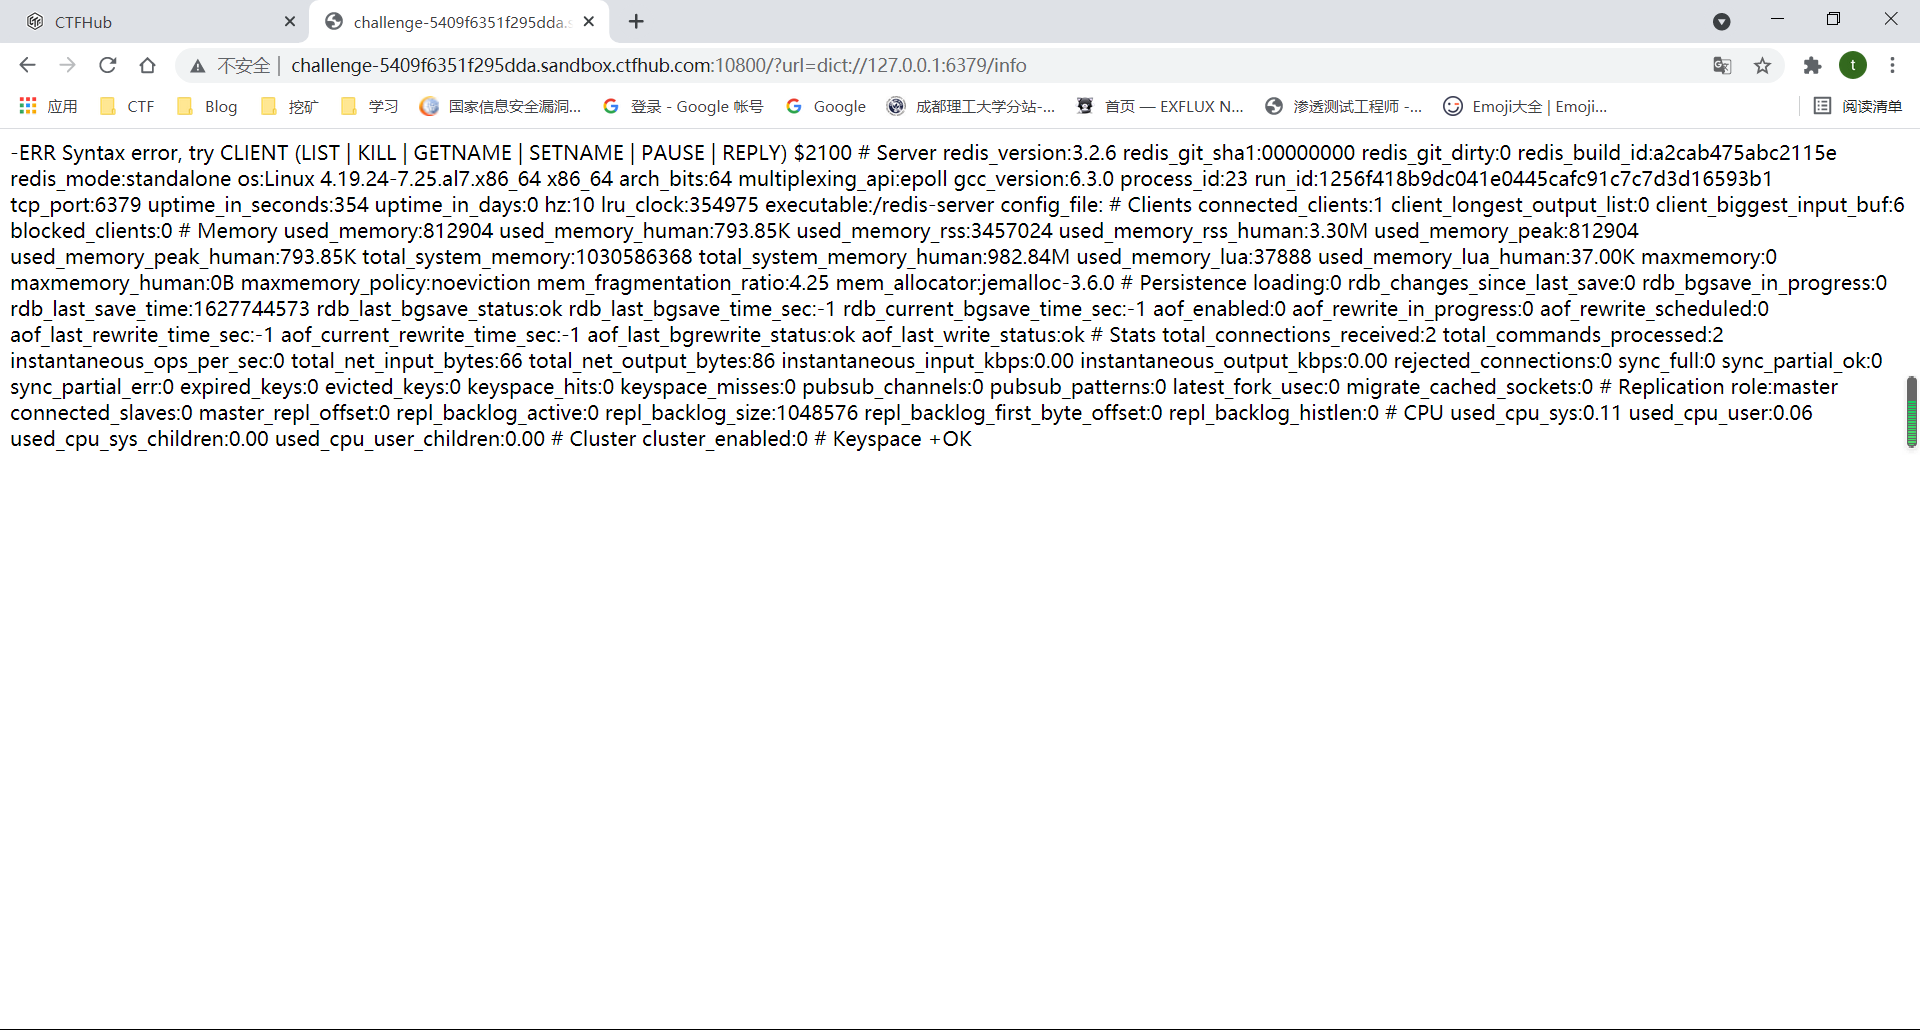 CTFHub
challenge-5409f6351f295dda.s
不安全 | challenge-5409f6351f295dda.sandbox.ctfhub.com:10800/?url=dict://127.0.0.1:6379/info
t
应用 CTF Blog 挖矿 学习 国家信息安全漏洞... 登录 - Google 帐号 Google 成都理工大学分站-... 首页 — EXFLUX N... 渗透测试工程师 -... Emoji大全 | Emoji... 阅读清单
-ERR Syntax error, try CLIENT (LIST | KILL | GETNAME | SETNAME | PAUSE | REPLY) $2100 # Server redis_version:3.2.6 redis_git_sha1:00000000 redis_git_dirty:0 redis_build_id:a2cab475abc2115e
redis_mode:standalone os:Linux 4.19.24-7.25.al7.x86_64 x86_64 arch_bits:64 multiplexing_api:epoll gcc_version:6.3.0 process_id:23 run_id:1256f418b9dc041e0445cafc91c7c7d3d16593b1
tcp_port:6379 uptime_in_seconds:354 uptime_in_days:0 hz:10 lru_clock:354975 executable:/redis-server config_file: # Clients connected_clients:1 client_longest_output_list:0 client_biggest_input_buf:6
blocked_clients:0 # Memory used_memory:812904 used_memory_human:793.85K used_memory_rss:3457024 used_memory_rss_human:3.30M used_memory_peak:812904
used_memory_peak_human:793.85K total_system_memory:1030586368 total_system_memory_human:982.84M used_memory_lua:37888 used_memory_lua_human:37.00K maxmemory:0
maxmemory_human:0B maxmemory_policy:noeviction mem_fragmentation_ratio:4.25 mem_allocator:jemalloc-3.6.0 # Persistence loading:0 rdb_changes_since_last_save:0 rdb_bgsave_in_progress:0
rdb_last_save_time:1627744573 rdb_last_bgsave_status:ok rdb_last_bgsave_time_sec:-1 rdb_current_bgsave_time_sec:-1 aof_enabled:0 aof_rewrite_in_progress:0 aof_rewrite_scheduled:0
aof_last_rewrite_time_sec:-1 aof_current_rewrite_time_sec:-1 aof_last_bgrewrite_status:ok aof_last_write_status:ok # Stats total_connections_received:2 total_commands_processed:2
instantaneous_ops_per_sec:0 total_net_input_bytes:66 total_net_output_bytes:86 instantaneous_input_kbps:0.00 instantaneous_output_kbps:0.00 rejected_connections:0 sync_full:0 sync_partial_ok:0
sync_partial_err:0 expired_keys:0 evicted_keys:0 keyspace_hits:0 keyspace_misses:0 pubsub_channels:0 pubsub_patterns:0 latest_fork_usec:0 migrate_cached_sockets:0 # Replication role:master
connected_slaves:0 master_repl_offset:0 repl_backlog_active:0 repl_backlog_size:1048576 repl_backlog_first_byte_offset:0 repl_backlog_histlen:0 # CPU used_cpu_sys:0.11 used_cpu_user:0.06
used_cpu_sys_children:0.00 used_cpu_user_children:0.00 # Cluster cluster_enabled:0 # Keyspace +OK